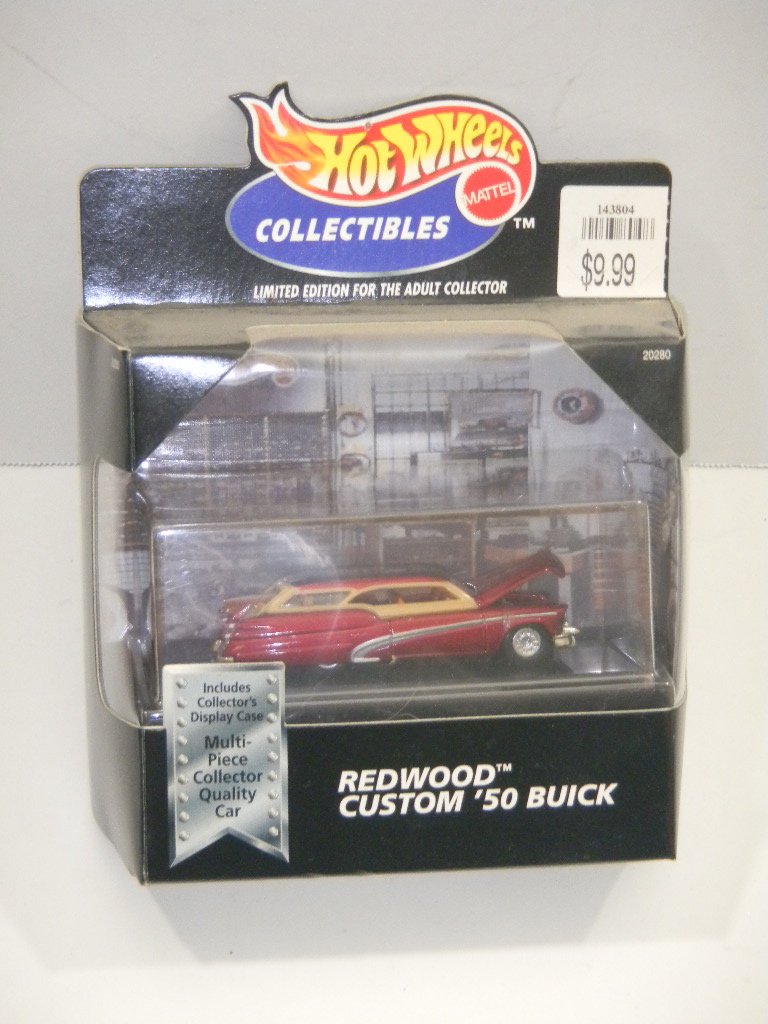 HOT WHEELS
MATTEL
COLLECTIBLES
TM
LIMITED EDITION FOR THE ADULT COLLECTOR
143804
$9.99
20280
Includes
Collector's
Display Case
Multi-
Piece
Collector
Quality
Car
REDWOOD™
CUSTOM '50 BUICK